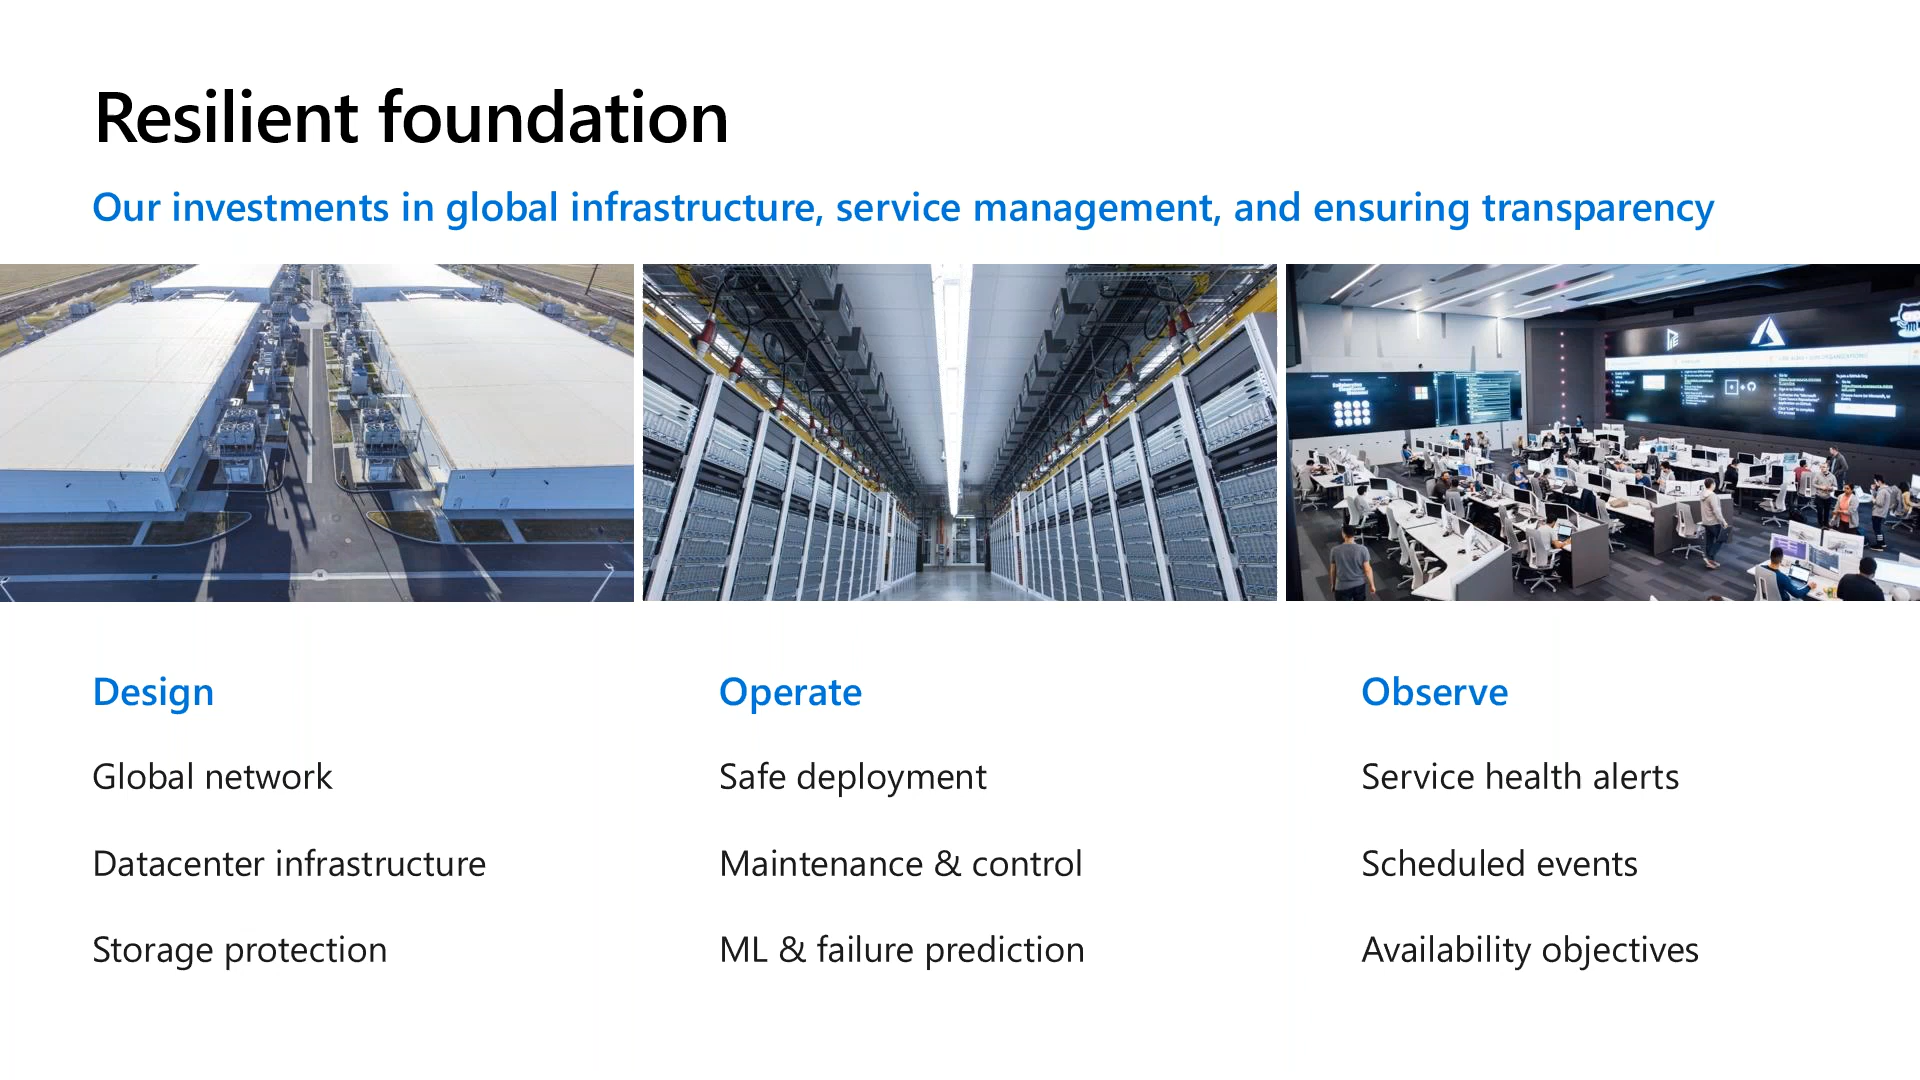 Resilient foundation
Our investments in global infrastructure, service management, and ensuring transparency
Design
Global network
Datacenter infrastructure
Storage protection
Operate
Safe deployment
Maintenance & control
ML & failure prediction
Observe
Service health alerts
Scheduled events
Availability objectives